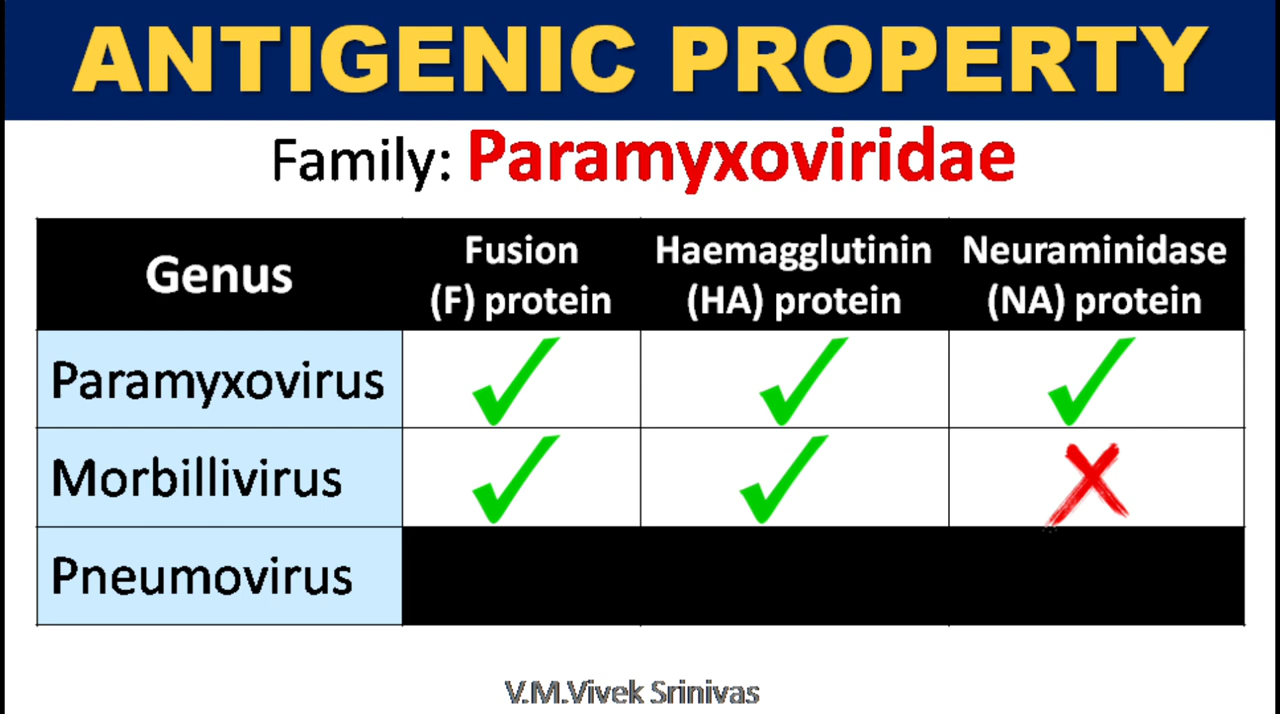 ANTIGENIC PROPERTY
Family: Paramyxoviridae
Genus
Fusion
(F) protein
Haemagglutinin
(HA) protein
Neuraminidase
(NA) protein
Paramyxovirus
Morbillivirus
Pneumovirus
V.M.Vivek Srinivas